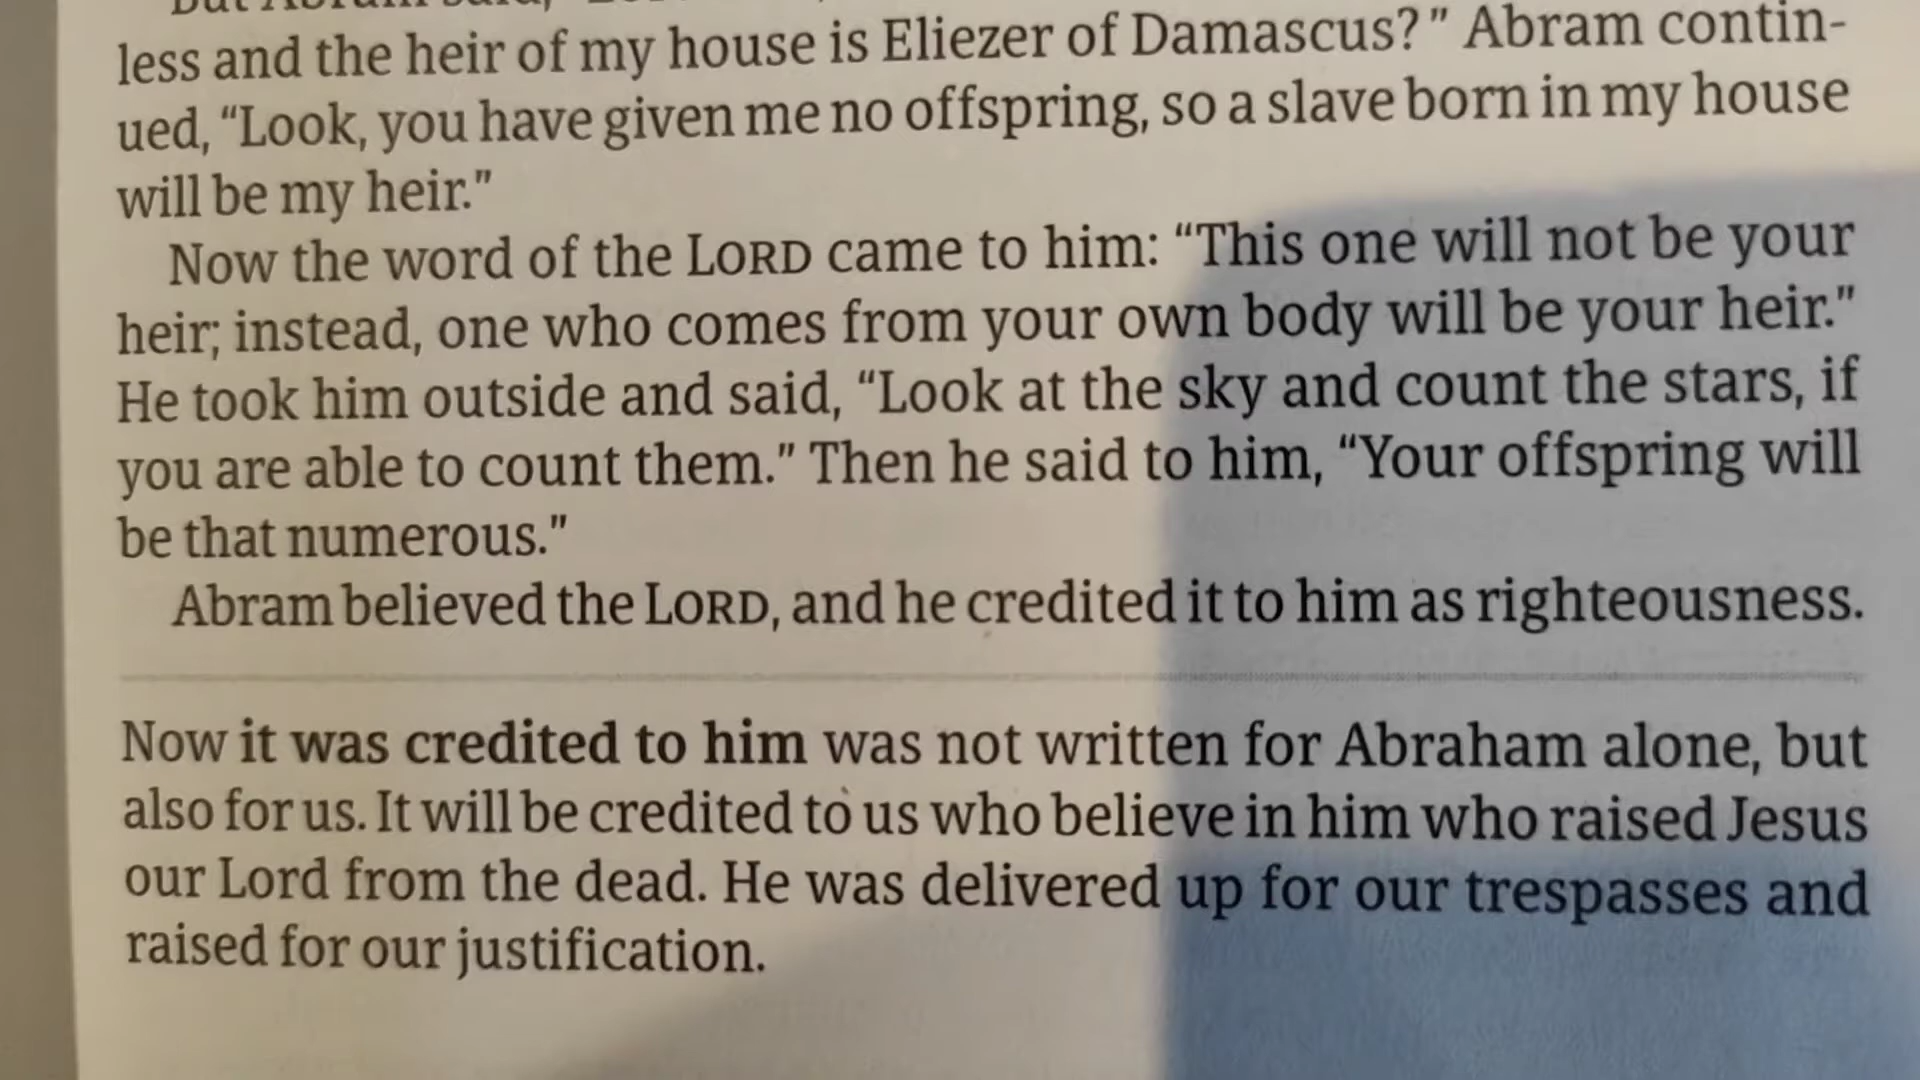 But Abram said, "Lor
less and the heir of my house is Eliezer of Damascus?" Abram contin-
ued, "Look, you have given me no offspring, so a slave born in my house
will be my heir."
Now the word of the LORD came to him: "This one will not be your
heir; instead, one who comes from your own body will be your heir."
He took him outside and said, "Look at the sky and count the stars, if
you are able to count them." Then he said to him, "Your offspring will
be that numerous."
Abram believed the LORD, and he credited it to him as righteousness.
Now it was credited to him was not written for Abraham alone, but
also for us. It will be credited to us who believe in him who raised Jesus
our Lord from the dead. He was delivered up for our trespasses and
raised for our justification.